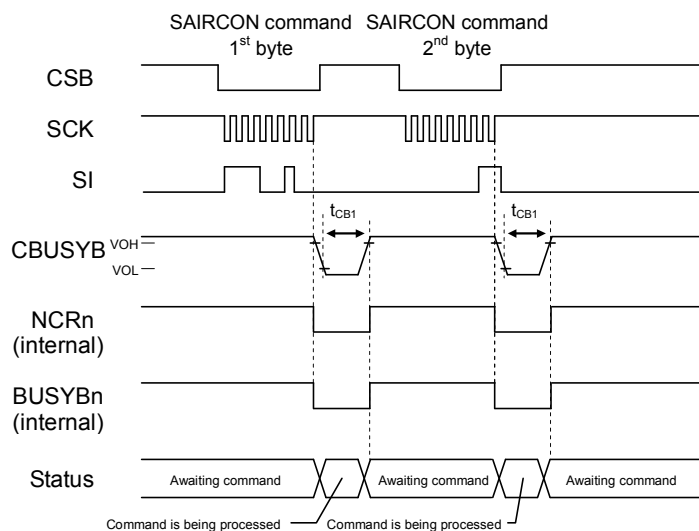 SAIRCON command SAIRCON command
1st byte 2nd byte
CSB
SCK
SI
tCB1 tCB1
CBUSYB VOH
VOL
NCRn
(internal)
BUSYBn
(internal)
Status Awaiting command Awaiting command Awaiting command
Command is being processed Command is being processed